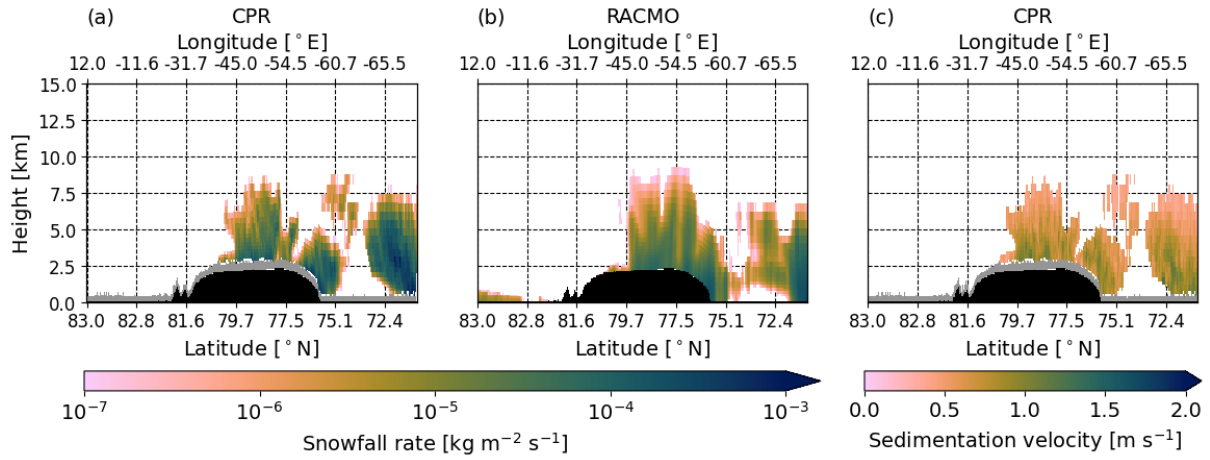 (a) CPR
(b) RACMO
(c) CPR
Longitude [°E]
Longitude [°E]
Longitude [°E]
12.0 -11.6 -31.7 -45.0 -54.5 -60.7 -65.5
12.0 -11.6 -31.7 -45.0 -54.5 -60.7 -65.5
12.0 -11.6 -31.7 -45.0 -54.5 -60.7 -65.5
15.0
12.5
10.0
7.5
5.0
2.5
0.0
Height [km]
83.0 82.8 81.6 79.7 77.5 75.1 72.4
83.0 82.8 81.6 79.7 77.5 75.1 72.4
83.0 82.8 81.6 79.7 77.5 75.1 72.4
Latitude [°N]
Latitude [°N]
Latitude [°N]
10⁻⁷ 10⁻⁶ 10⁻⁵ 10⁻⁴ 10⁻³
Snowfall rate [kg m⁻² s⁻¹]
0.0 0.5 1.0 1.5 2.0
Sedimentation velocity [m s⁻¹]